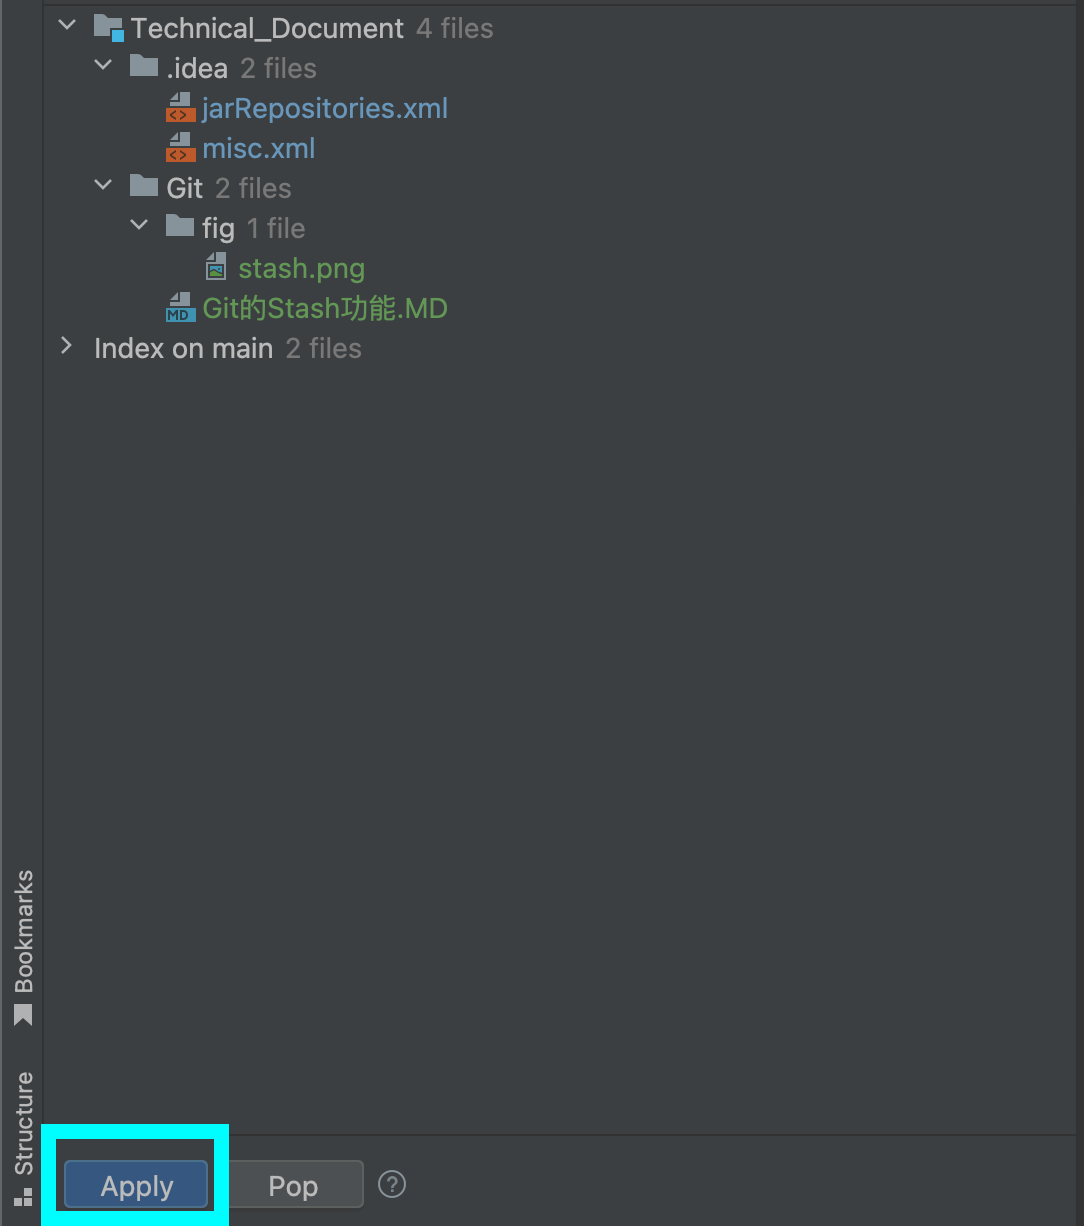 Technical_Document 4 files
.idea 2 files
<> jarRepositories.xml
<> misc.xml
Git 2 files
fig 1 file
stash.png
MD Git的Stash功能.MD
Index on main 2 files
Bookmarks
Structure
Apply Pop ?